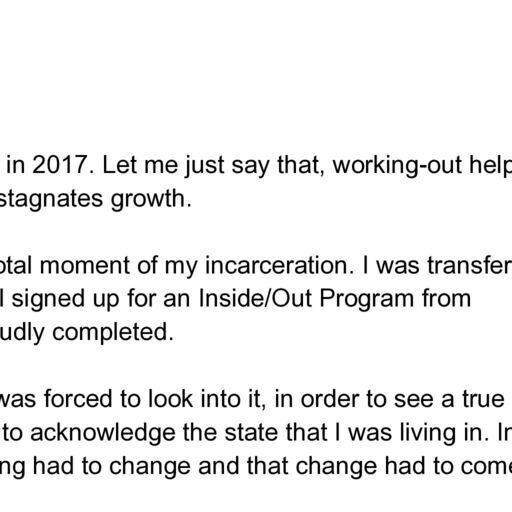 in 2017. Let me just say that, working-out help
stagnates growth.
otal moment of my incarceration. I was transfer
I signed up for an Inside/Out Program from
udly completed.
was forced to look into it, in order to see a true
to acknowledge the state that I was living in. In
ng had to change and that change had to come